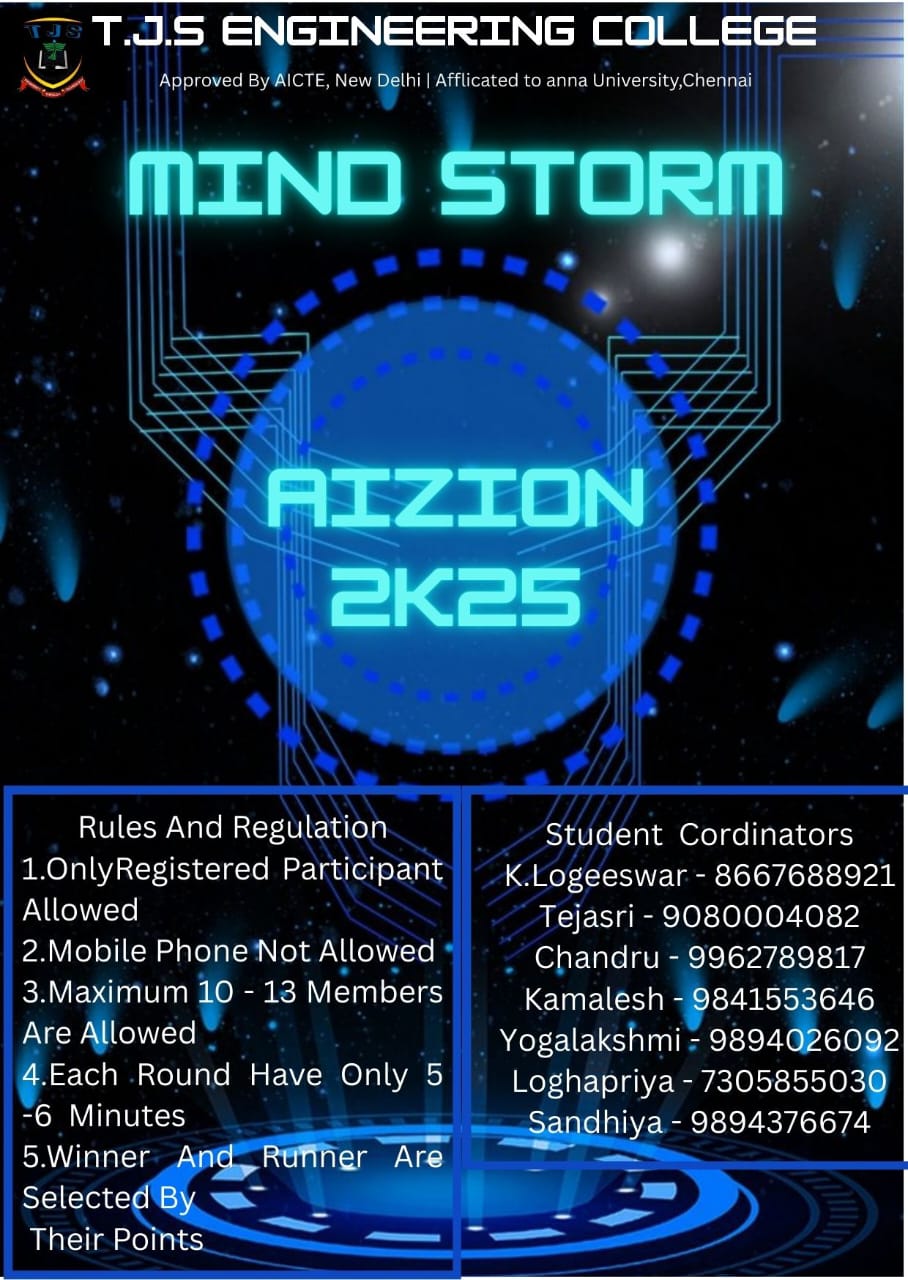 TJS
T.J.S ENGINEERING COLLEGE
Approved By AICTE, New Delhi | Afflicated to anna University,Chennai
MIND STORM
AIZION
2K25
Rules And Regulation
1.OnlyRegistered Participant
Allowed
2.Mobile Phone Not Allowed
3.Maximum 10 - 13 Members
Are Allowed
4.Each Round Have Only 5
-6 Minutes
5.Winner And Runner Are
Selected By
Their Points
Student Cordinators
K.Logeeswar - 8667688921
Tejasri - 9080004082
Chandru - 9962789817
Kamalesh - 9841553646
Yogalakshmi - 9894026092
Loghapriya - 7305855030
Sandhiya - 9894376674